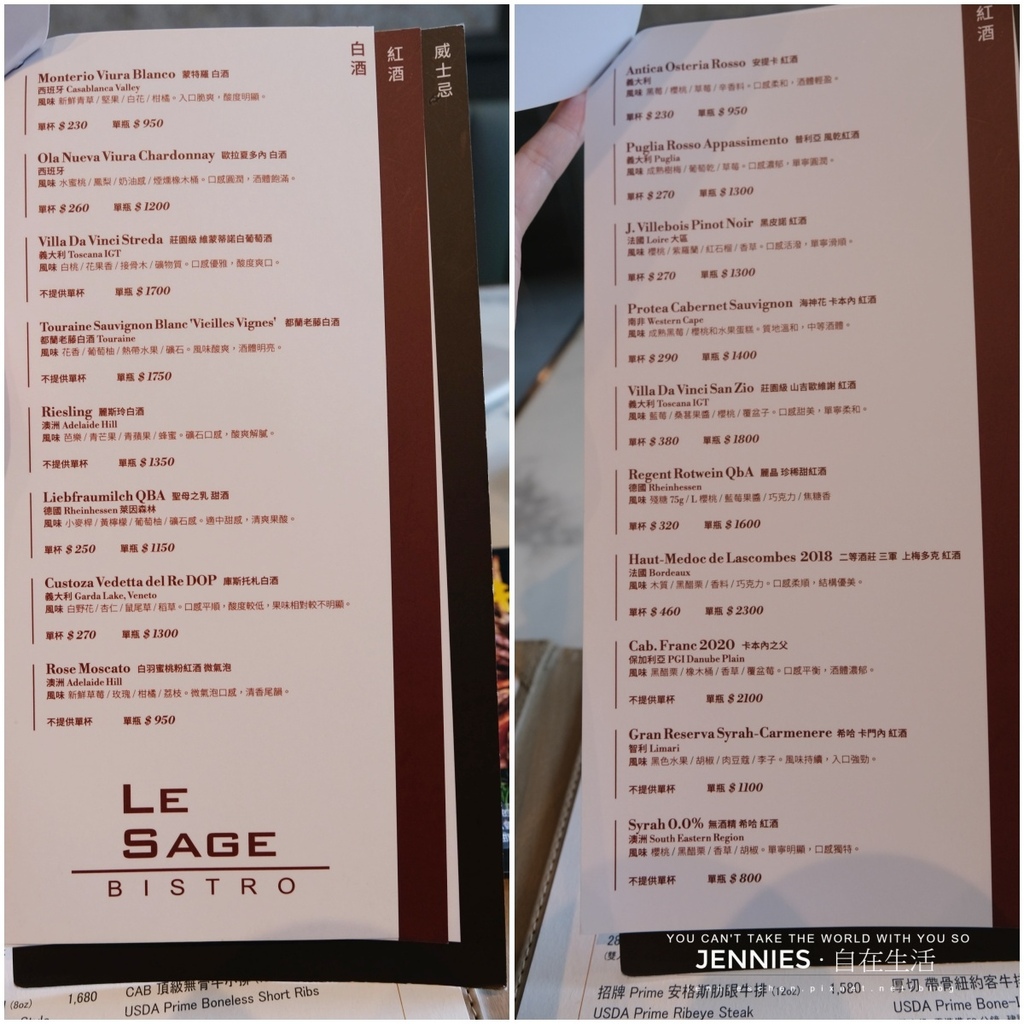 白酒
紅酒
威士忌
Monterio Viura Blanco 蒙特羅 白酒
西班牙 Casablanca Valley
風味 新鮮青草 / 堅果 / 白花 / 柑橘。入口脆爽，酸度明顯。
單杯 $ 230 單瓶 $ 950
Ola Nueva Viura Chardonnay 歐拉夏多內 白酒
西班牙
風味 水蜜桃 / 鳳梨 / 奶油感 / 煙燻橡木桶。口感圓潤，酒體飽滿。
單杯 $ 260 單瓶 $ 1200
Villa Da Vinci Streda 莊園級 維蒙蒂諾白葡萄酒
義大利 Toscana IGT
風味 白桃 / 花果香 / 接骨木 / 礦物質。口感優雅，酸度爽口。
不提供單杯 單瓶 $ 1700
Touraine Sauvignon Blanc 'Vieilles Vignes' 都蘭老藤白酒
都蘭老藤白酒 Touraine
風味 花香 / 葡萄柚 / 熱帶水果 / 礦石。風味酸爽，酒體明亮。
不提供單杯 單瓶 $ 1750
Riesling 麗斯玲白酒
澳洲 Adelaide Hill
風味 芭樂 / 青芒果 / 青蘋果 / 蜂蜜。礦石口感，酸爽解膩。
不提供單杯 單瓶 $ 1350
Liebfraumilch QBA 聖母之乳 甜酒
德國 Rheinhessen 萊因森林
風味 小麥桿 / 黃檸檬 / 葡萄柚 / 礦石感。適中甜感，清爽果酸。
單杯 $ 250 單瓶 $ 1150
Custoza Vedetta del Re DOP 庫斯托札白酒
義大利 Garda Lake, Veneto
風味 白野花 / 杏仁 / 鼠尾草 / 稻草。口感平順，酸度較低，果味相對較不明顯。
單杯 $ 270 單瓶 $ 1300
Rose Moscato 白羽蜜桃粉紅酒 微氣泡
澳洲 Adelaide Hill
風味 新鮮草莓 / 玫瑰 / 柑橘 / 荔枝。微氣泡口感，清香尾韻。
不提供單杯 單瓶 $ 950
LE
SAGE
BISTRO
(8oz) 1,680 CAB 頂級無骨牛小排
USDA Prime Boneless Short Ribs
紅酒
Antica Osteria Rosso 安提卡 紅酒
義大利
風味 黑莓 / 櫻桃 / 草莓 / 辛香料。口感柔和，酒體輕盈。
單杯 $ 230 單瓶 $ 950
Puglia Rosso Appassimento 普利亞 風乾紅酒
義大利 Puglia
風味 成熟樹梅 / 葡萄乾 / 草莓。口感濃郁，單寧圓潤。
單杯 $ 270 單瓶 $ 1300
J. Villebois Pinot Noir 黑皮諾 紅酒
法國 Loire 大區
風味 櫻桃 / 紫羅蘭 / 紅石榴 / 香草。口感活潑，單寧滑順。
單杯 $ 270 單瓶 $ 1300
Protea Cabernet Sauvignon 海神花 卡本內 紅酒
南非 Western Cape
風味 成熟黑莓 / 櫻桃和水果蛋糕。質地溫和，中等酒體。
單杯 $ 290 單瓶 $ 1400
Villa Da Vinci San Zio 莊園級 山吉歐維謝 紅酒
義大利 Toscana IGT
風味 藍莓 / 桑葚果醬 / 櫻桃 / 覆盆子。口感甜美，單寧柔和。
單杯 $ 380 單瓶 $ 1800
Regent Rotwein QbA 麗晶 珍稀甜紅酒
德國 Rheinhessen
風味 殘糖 75g / L 櫻桃 / 藍莓果醬 / 巧克力 / 焦糖香
單杯 $ 320 單瓶 $ 1600
Haut-Medoc de Lascombes 2018 二等酒莊 三軍 上梅多克 紅酒
法國 Bordeaux
風味 木質 / 黑醋栗 / 香料 / 巧克力。口感柔順，結構優美。
單杯 $ 460 單瓶 $ 2300
Cab. Franc 2020 卡本內之父
保加利亞 PGI Danube Plain
風味 黑醋栗 / 橡木桶 / 香草 / 覆盆莓。口感平衡，酒體濃郁。
不提供單杯 單瓶 $ 2100
Gran Reserva Syrah-Carmenere 希哈 卡門內 紅酒
智利 Limari
風味 黑色水果 / 胡椒 / 肉豆蔻 / 李子。風味持續，入口強勁。
不提供單杯 單瓶 $ 1100
Syrah 0.0% 無酒精 希哈 紅酒
澳洲 South Eastern Region
風味 櫻桃 / 黑醋栗 / 香草 / 胡椒。單寧明顯，口感獨特。
不提供單杯 單瓶 $ 800
YOU CAN'T TAKE THE WORLD WITH YOU SO
JENNIES · 自在生活
招牌 Prime 安格斯肋眼牛排 (12oz) 1,580 厚切 帶骨紐約客牛
USDA Prime Ribeye Steak USDA Prime Bone-